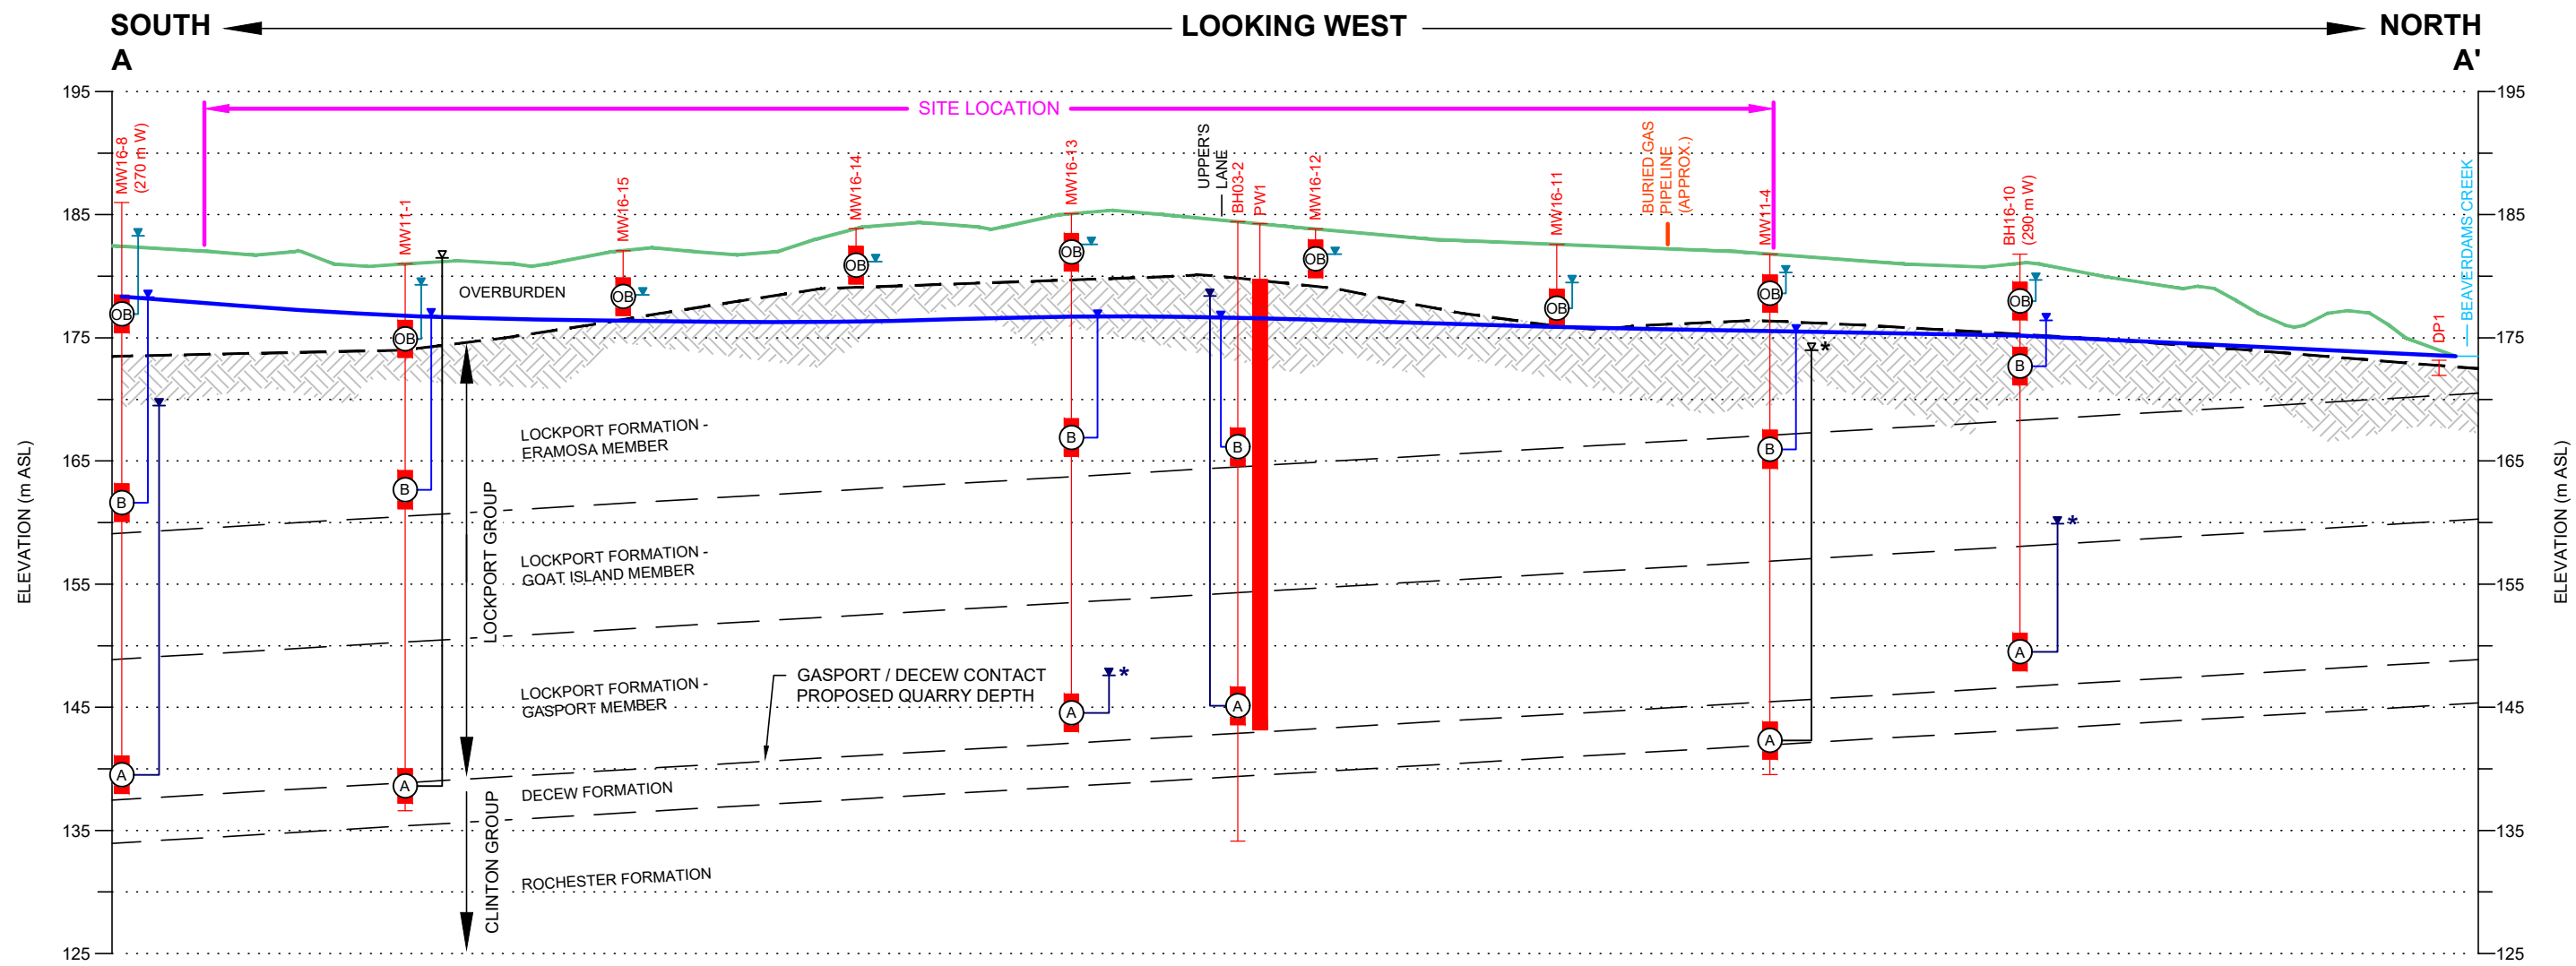 SOUTH
LOOKING WEST
NORTH
A
A'
195
185
175
165
155
145
135
125
ELEVATION (m ASL)
SITE LOCATION
MW16-8
(270 m W)
MW11-1
MW16-15
MW16-14
MW16-13
UPPER'S
LANE
BH03-2
PW1
MW16-12
MW16-11
BURIED GAS
PIPELINE
(APPROX.)
MW11-4
BH16-10
(290 m W)
DP1
BEAVERDAMS CREEK
OVERBURDEN
OB
OB
OB
OB
OB
OB
OB
OB
OB
B
B
B
B
B
B
A
A
A
A
A
A
*
*
*
LOCKPORT GROUP
CLINTON GROUP
LOCKPORT FORMATION -
ERAMOSA MEMBER
LOCKPORT FORMATION -
GOAT ISLAND MEMBER
LOCKPORT FORMATION -
GASPORT MEMBER
GASPORT / DECEW CONTACT
PROPOSED QUARRY DEPTH
DECEW FORMATION
ROCHESTER FORMATION
195
185
175
165
155
145
135
125
ELEVATION (m ASL)